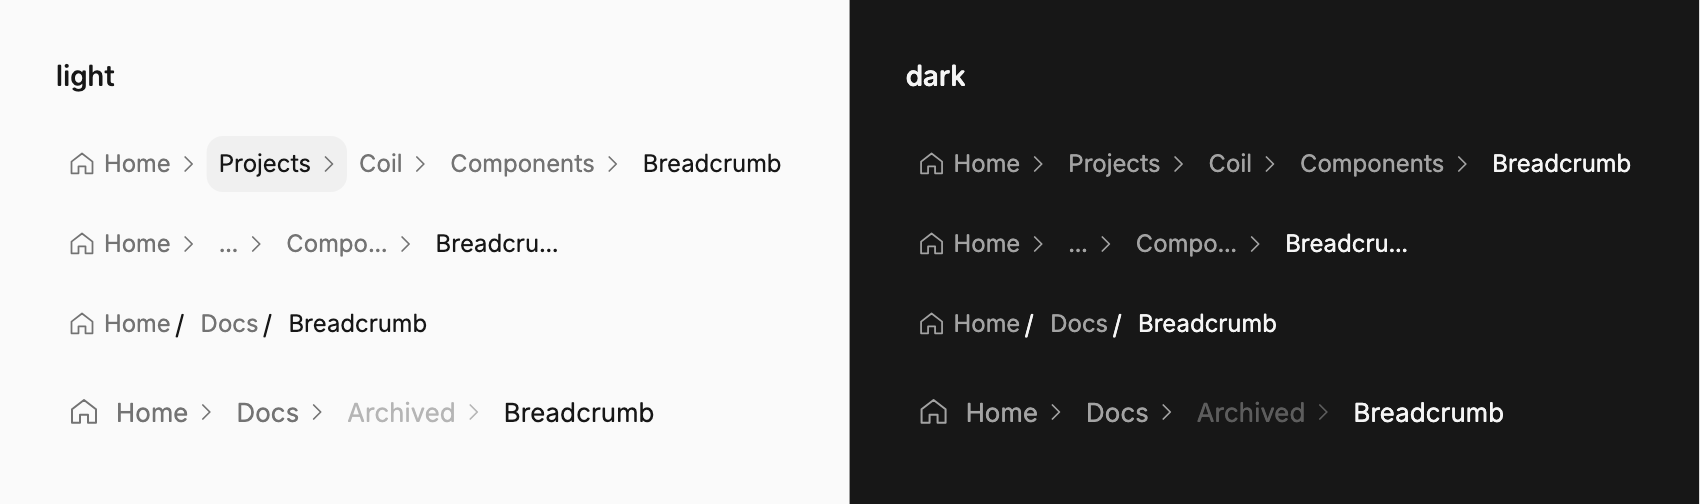 light
Home > Projects > Coil > Components > Breadcrumb
Home > ... > Compo... > Breadcru...
Home / Docs / Breadcrumb
Home > Docs > Archived > Breadcrumb
dark
Home > Projects > Coil > Components > Breadcrumb
Home > ... > Compo... > Breadcru...
Home / Docs / Breadcrumb
Home > Docs > Archived > Breadcrumb